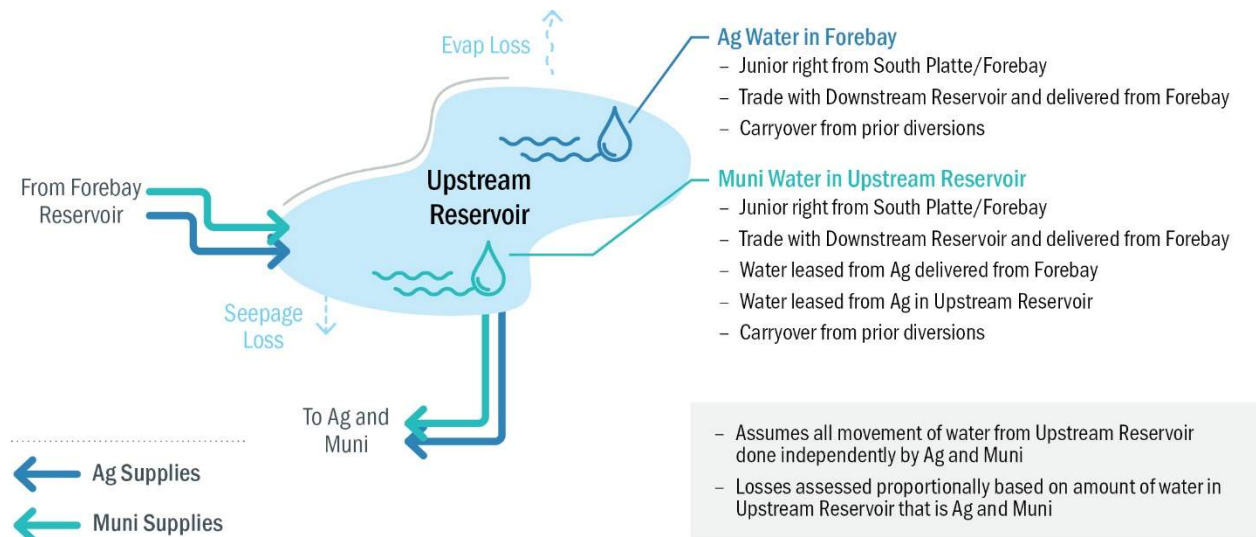 Evap Loss
From Forebay
Reservoir
Upstream
Reservoir
Seepage
Loss
To Ag and
Muni
Ag Supplies
Muni Supplies
Ag Water in Forebay
– Junior right from South Platte/Forebay
– Trade with Downstream Reservoir and delivered from Forebay
– Carryover from prior diversions
Muni Water in Upstream Reservoir
– Junior right from South Platte/Forebay
– Trade with Downstream Reservoir and delivered from Forebay
– Water leased from Ag delivered from Forebay
– Water leased from Ag in Upstream Reservoir
– Carryover from prior diversions
– Assumes all movement of water from Upstream Reservoir
done independently by Ag and Muni
– Losses assessed proportionally based on amount of water in
Upstream Reservoir that is Ag and Muni